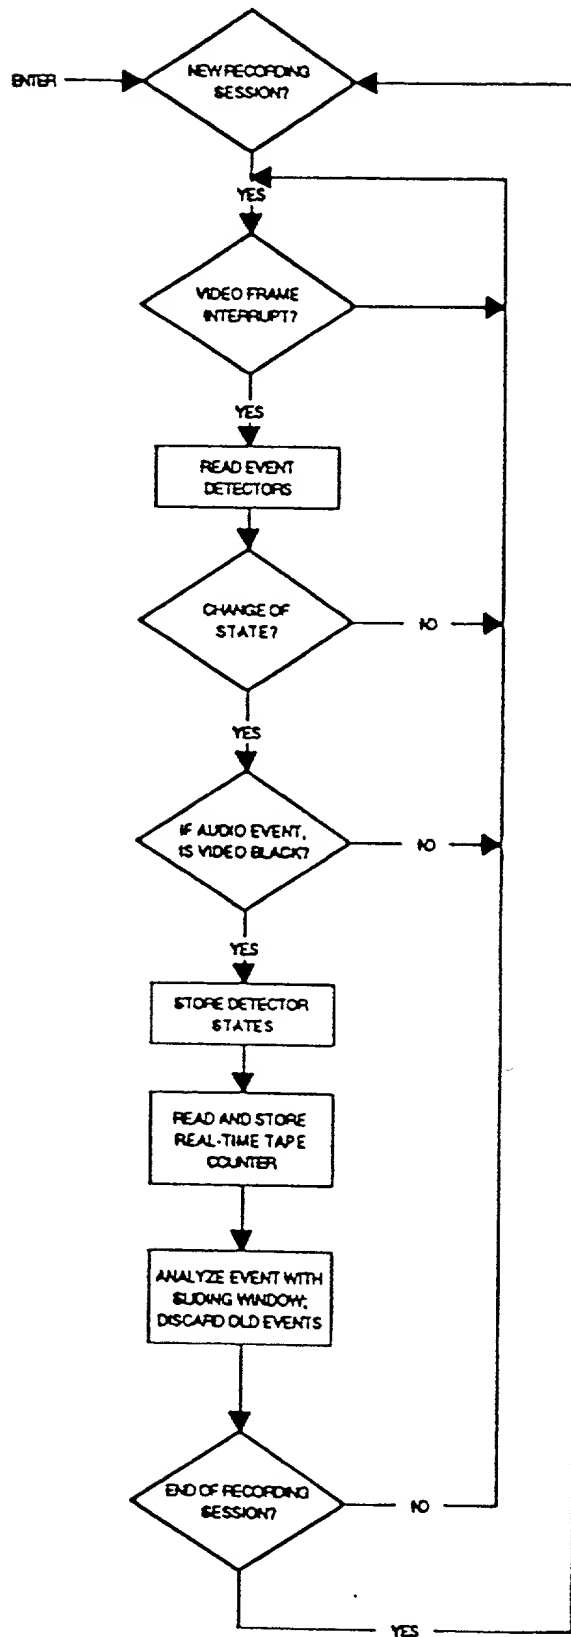 NEW RECORDING
SESSION?
ENTER
YES
VIDEO FRAME
INTERRUPT?
YES
READ EVENT
DETECTORS
CHANGE OF
STATE?
NO
YES
IF AUDIO EVENT,
IS VIDEO BLACK?
NO
YES
STORE DETECTOR
STATES
READ AND STORE
REAL-TIME TAPE
COUNTER
ANALYZE EVENT WITH
SLIDING WINDOW;
DISCARD OLD EVENTS
END OF RECORDING
SESSION?
NO
YES